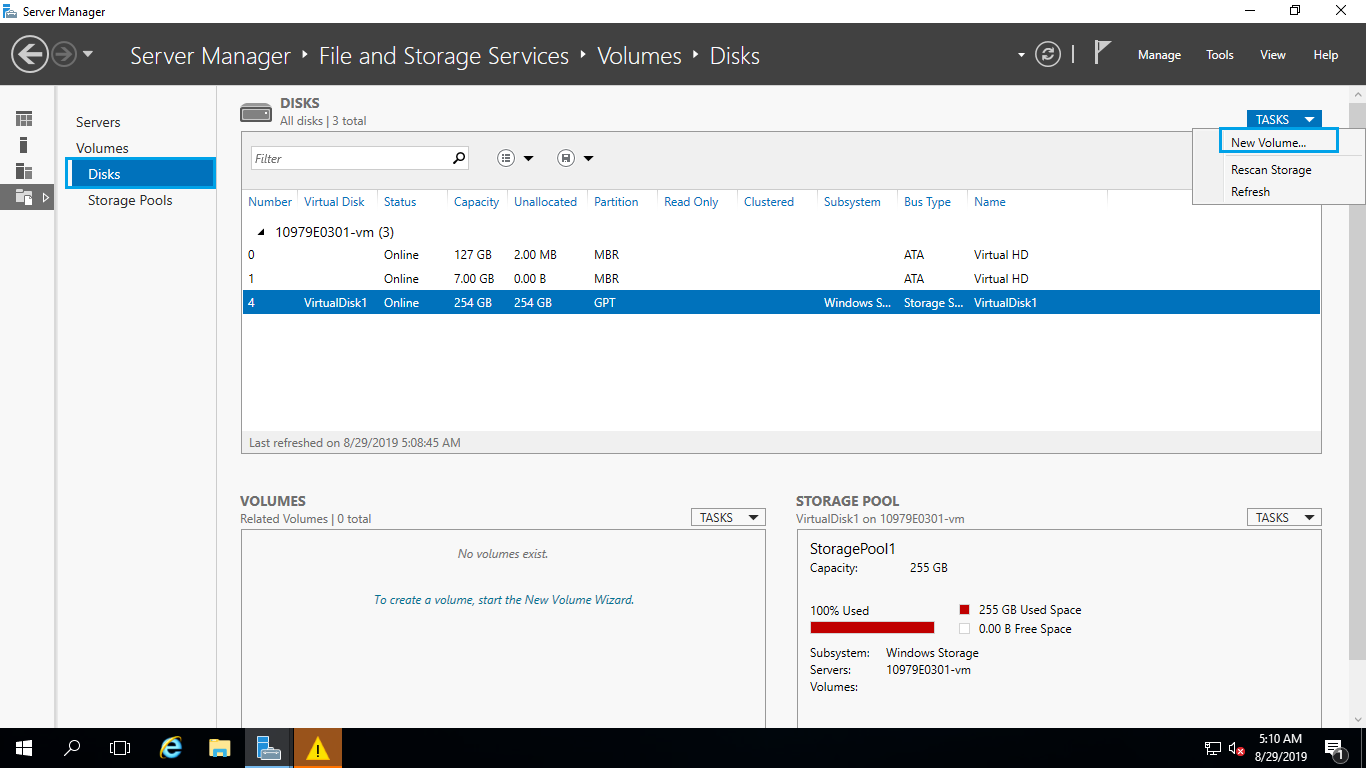 Server Manager
Server Manager ‣ File and Storage Services ‣ Volumes ‣ Disks
Manage Tools View Help
Servers
Volumes
Disks
Storage Pools
DISKS
All disks | 3 total
TASKS
New Volume...
Rescan Storage
Refresh
Filter
Number Virtual Disk Status Capacity Unallocated Partition Read Only Clustered Subsystem Bus Type Name
10979E0301-vm (3)
0 Online 127 GB 2.00 MB MBR ATA Virtual HD
1 Online 7.00 GB 0.00 B MBR ATA Virtual HD
4 VirtualDisk1 Online 254 GB 254 GB GPT Windows S... Storage S... VirtualDisk1
Last refreshed on 8/29/2019 5:08:45 AM
VOLUMES
Related Volumes | 0 total
TASKS
No volumes exist.
To create a volume, start the New Volume Wizard.
STORAGE POOL
VirtualDisk1 on 10979E0301-vm
TASKS
StoragePool1
Capacity: 255 GB
100% Used
255 GB Used Space
0.00 B Free Space
Subsystem: Windows Storage
Servers: 10979E0301-vm
Volumes:
5:10 AM
8/29/2019
1